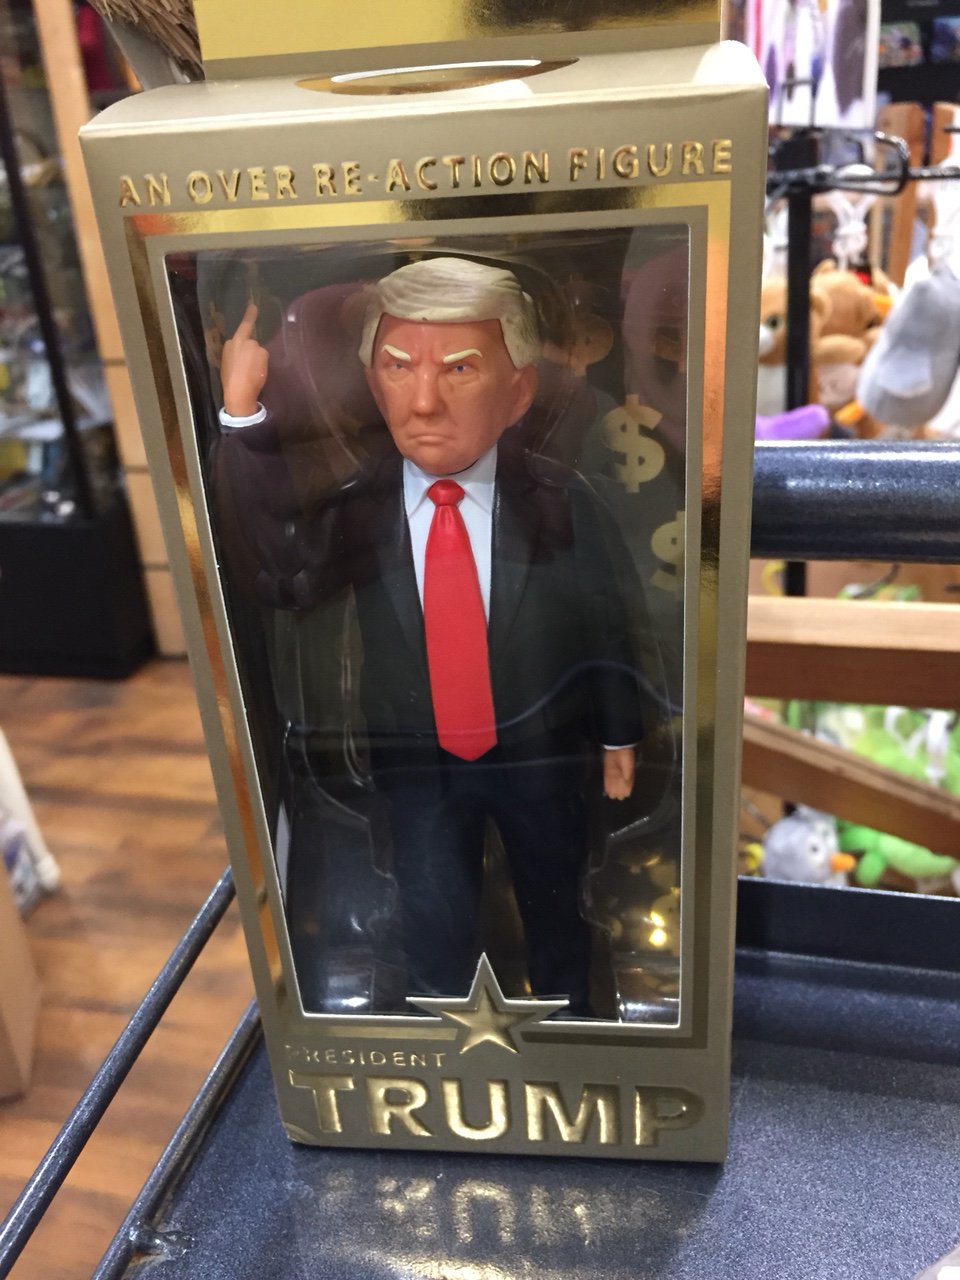 AN OVER RE-ACTION FIGURE
$
$
PRESIDENT
TRUMP